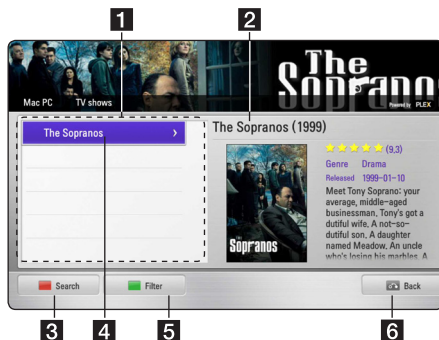 1 2
The Soprano
Powered by PLEX
Mac PC TV shows
The Sopranos >
The Sopranos (1999)
(9,3)
Genre Drama
Released 1999-01-10
Meet Tony Soprano: your
average, middle-aged
businessman, Tony's got a
dutiful wife, A not-so-
dutiful son, A daughter
named Meadow, An uncle
who's losing his marbles, A
The
Sopranos
Search Filter Back
3 4 5 6